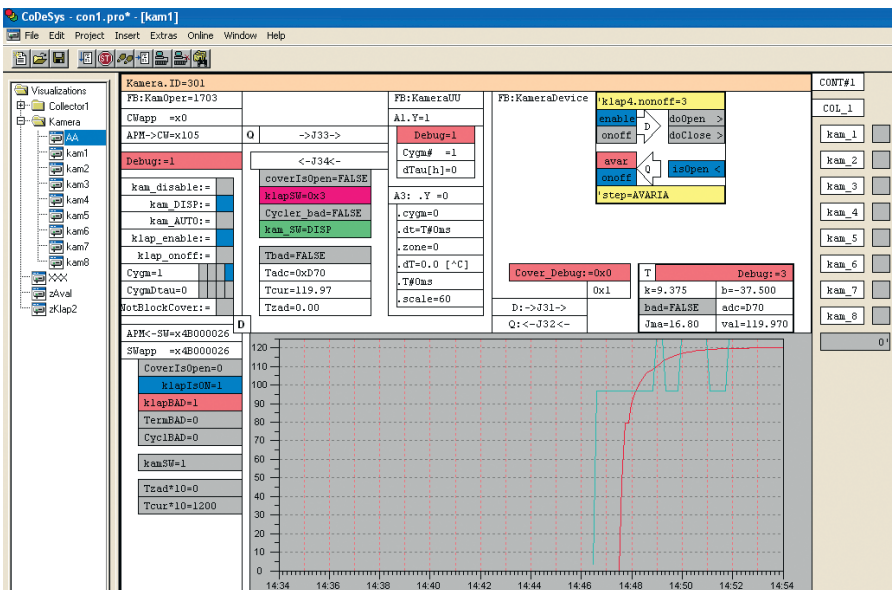 CoDeSys - con1.pro* - [kam1]
File Edit Project Insert Extras Online Window Help
Visualizations
Collector1
Kamera
AA
kam1
kam2
kam3
kam4
kam5
kam6
kam7
kam8
XXX
zAval
zKlap2
Kamera.ID=301
FB:KamOper=1703
CWapp =x0
APM->CW=x105
Debug:=1
kam_disable:=
kam_DISP:=
kam_AUTO:=
klap_enable:=
klap_onoff:=
Cygm=1
CygmDtau=0
NotBlockCover:=
D
APM<-SW=x4B000026
SWapp =x4B000026
CoverIsOpen=0
klapIsON=1
klapBAD=1
TermBAD=0
CyclBAD=0
kamSW=1
Tzad*10=0
Tcur*10=1200
Q ->J33->
<-J34<-
coverIsOpen=FALSE
klapSW=0x3
Cycler_bad=FALSE
kam_SW=DISP
Tbad=FALSE
Tadc=0xD70
Tcur=119.97
Tzad=0.00
FB:KameraUU
A1.Y=1
Debug=1
Cygm# =1
dTau[h]=0
A3: .Y =0
.cygm=0
.dt=T#0ms
.zone=0
.dT=0.0 [^C]
.T#0ms
.scale=60
FB:KameraDevice
'klap4.nonoff=3
enable D doOpen >
onoff doClose >
avar Q isOpen <
onoff
'step=AVARIA
Cover_Debug:=0x0
0x1
D:->J31->
Q:<-J32<-
T Debug:=3
k=9.375 b=-37.500
bad=FALSE adc=D70
Jma=16.80 val=119.970
120
110
100
90
80
70
60
50
40
30
20
10
0
14:34 14:36 14:38 14:40 14:42 14:44 14:46 14:48 14:50 14:52 14:54
CONT#1
COL_1
kam_1
kam_2
kam_3
kam_4
kam_5
kam_6
kam_7
kam_8
0'